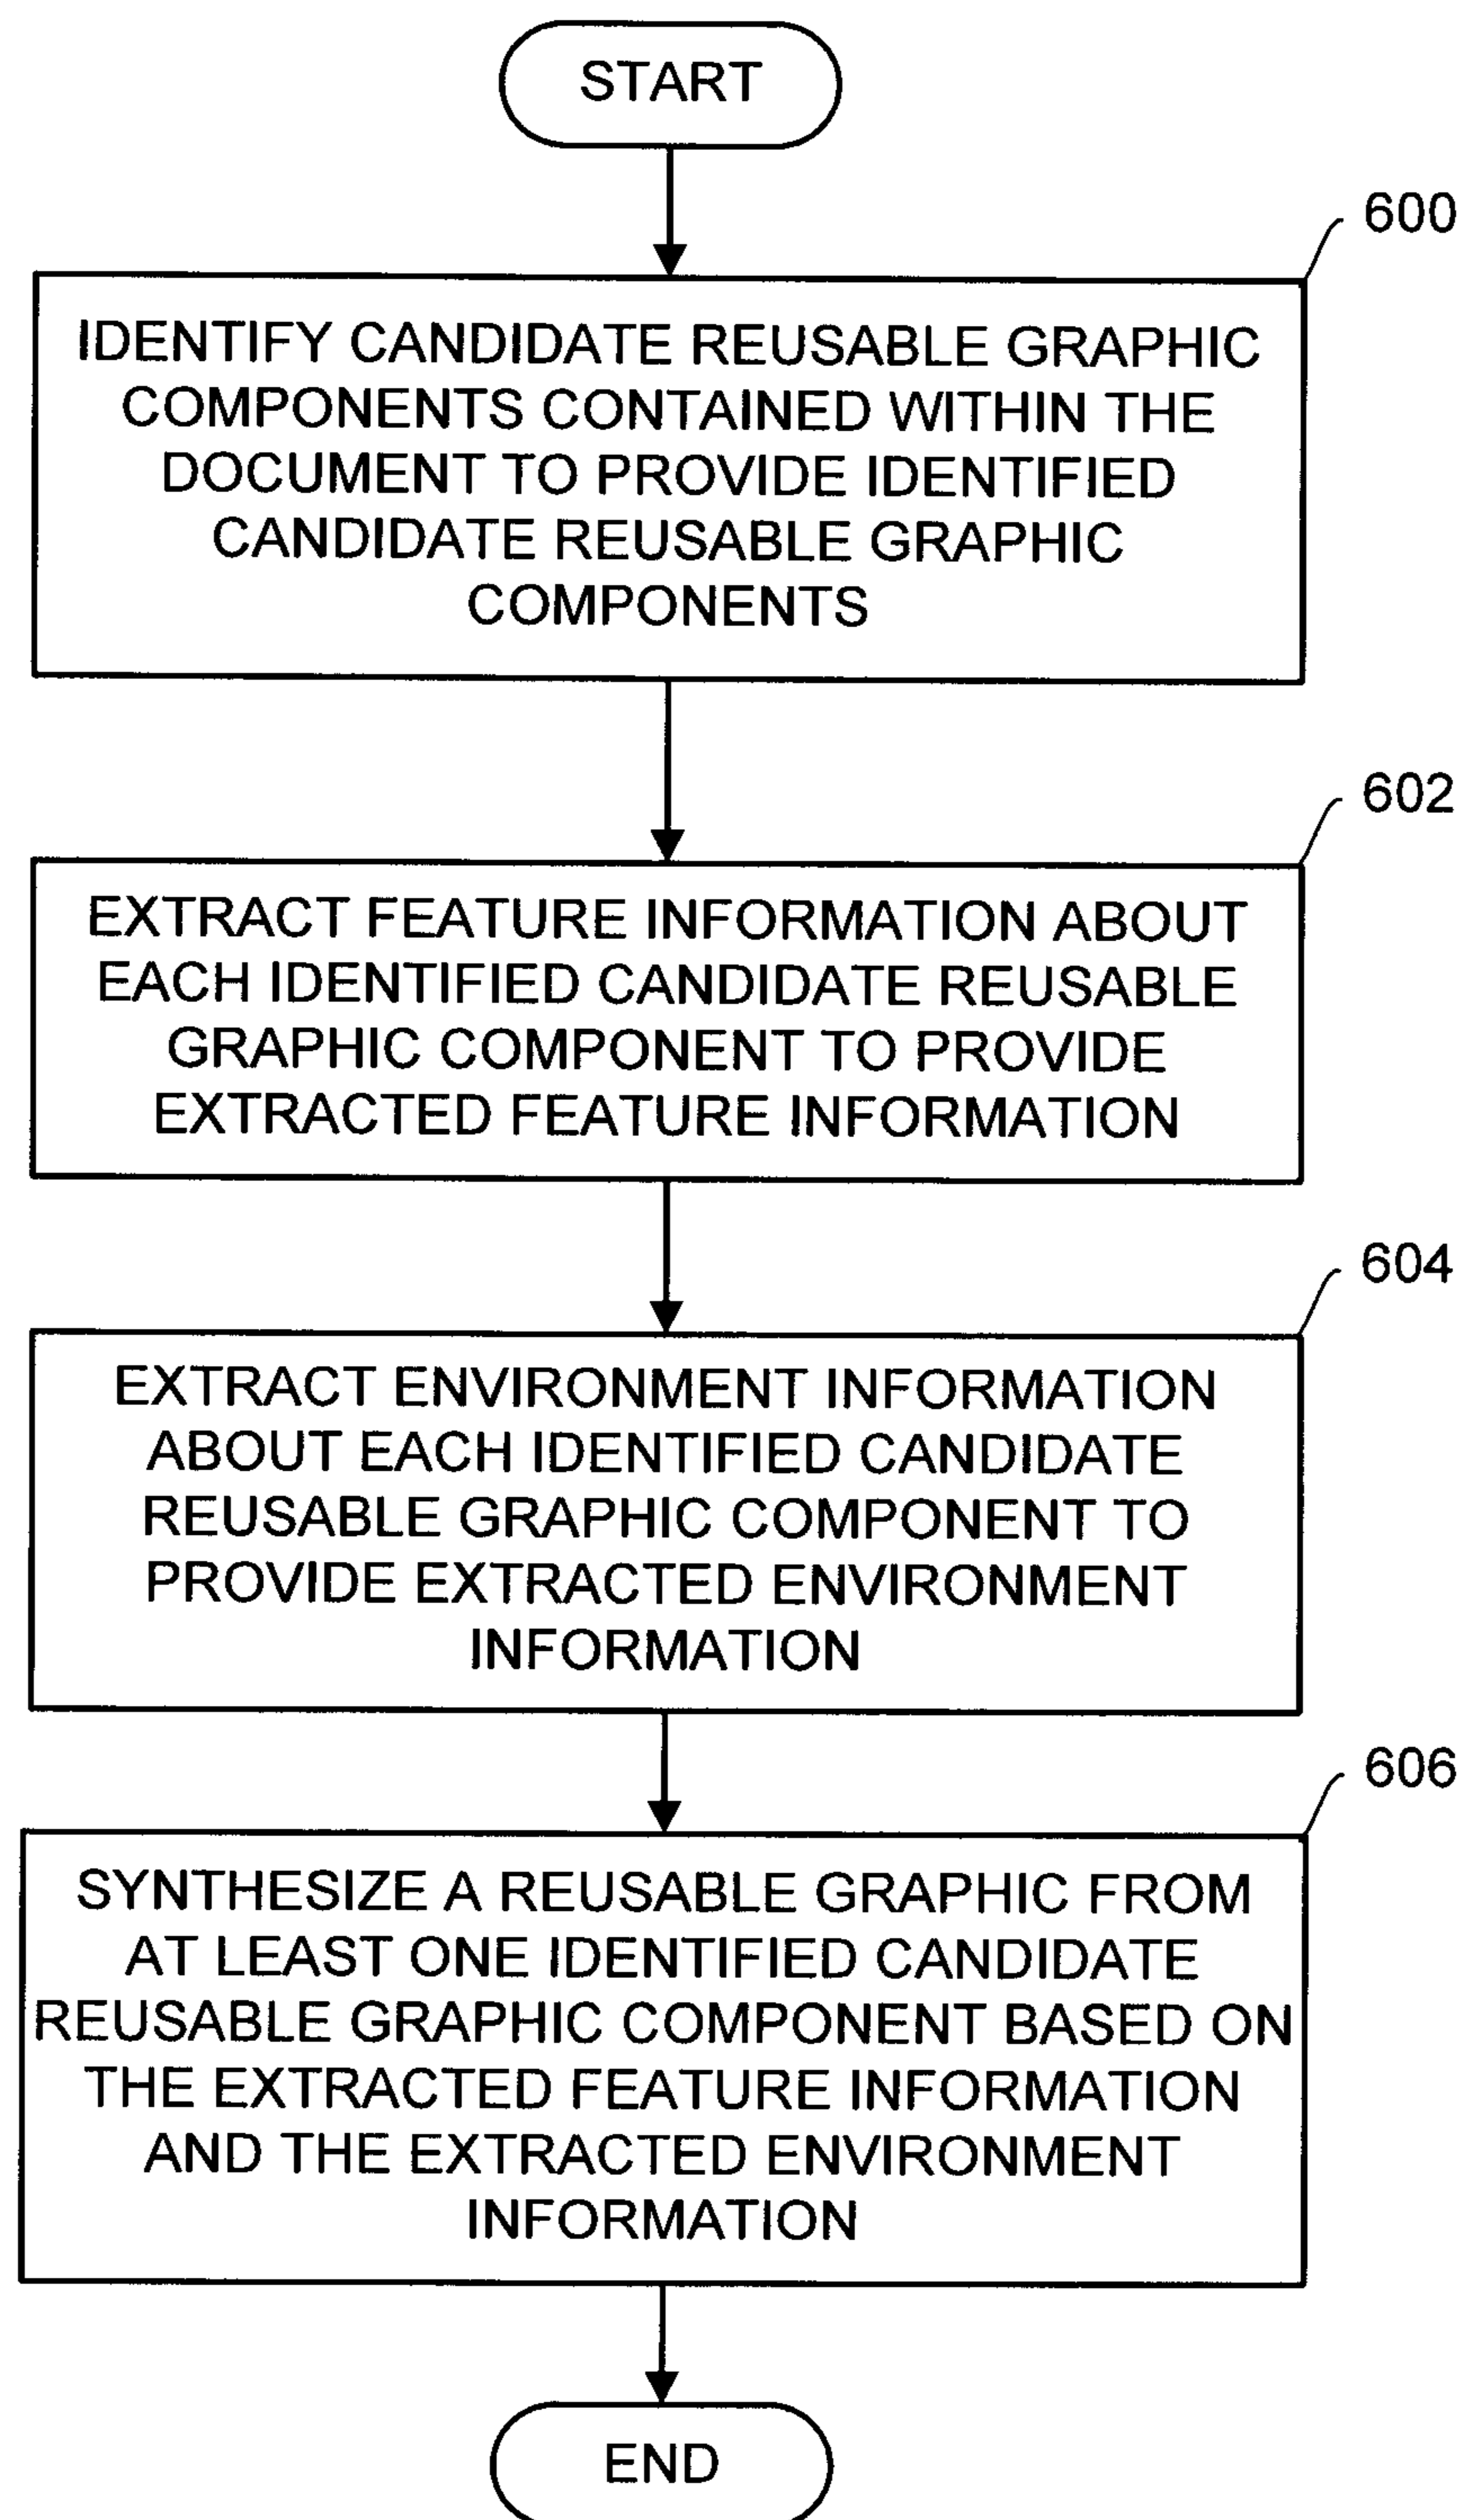 START
600
IDENTIFY CANDIDATE REUSABLE GRAPHIC
COMPONENTS CONTAINED WITHIN THE
DOCUMENT TO PROVIDE IDENTIFIED
CANDIDATE REUSABLE GRAPHIC
COMPONENTS
602
EXTRACT FEATURE INFORMATION ABOUT
EACH IDENTIFIED CANDIDATE REUSABLE
GRAPHIC COMPONENT TO PROVIDE
EXTRACTED FEATURE INFORMATION
604
EXTRACT ENVIRONMENT INFORMATION
ABOUT EACH IDENTIFIED CANDIDATE
REUSABLE GRAPHIC COMPONENT TO
PROVIDE EXTRACTED ENVIRONMENT
INFORMATION
606
SYNTHESIZE A REUSABLE GRAPHIC FROM
AT LEAST ONE IDENTIFIED CANDIDATE
REUSABLE GRAPHIC COMPONENT BASED ON
THE EXTRACTED FEATURE INFORMATION
AND THE EXTRACTED ENVIRONMENT
INFORMATION
END